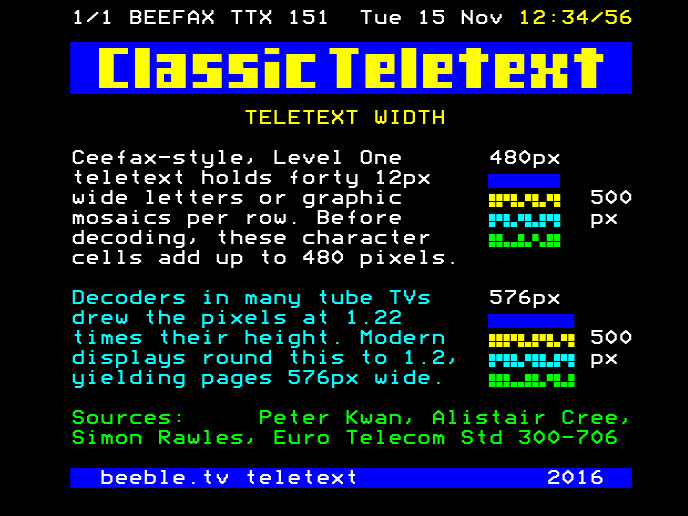 1/1 BEEFAX TTX 151 Tue 15 Nov 12:34/56
Classic Teletext
TELETEXT WIDTH
Ceefax-style, Level One
teletext holds forty 12px
wide letters or graphic
mosaics per row. Before
decoding, these character
cells add up to 480 pixels.
480px
500
px
Decoders in many tube TVs
drew the pixels at 1.22
times their height. Modern
displays round this to 1.2,
yielding pages 576px wide.
576px
500
px
Sources: Peter Kwan, Alistair Cree,
Simon Rawles, Euro Telecom Std 300-706
beeble.tv teletext 2016